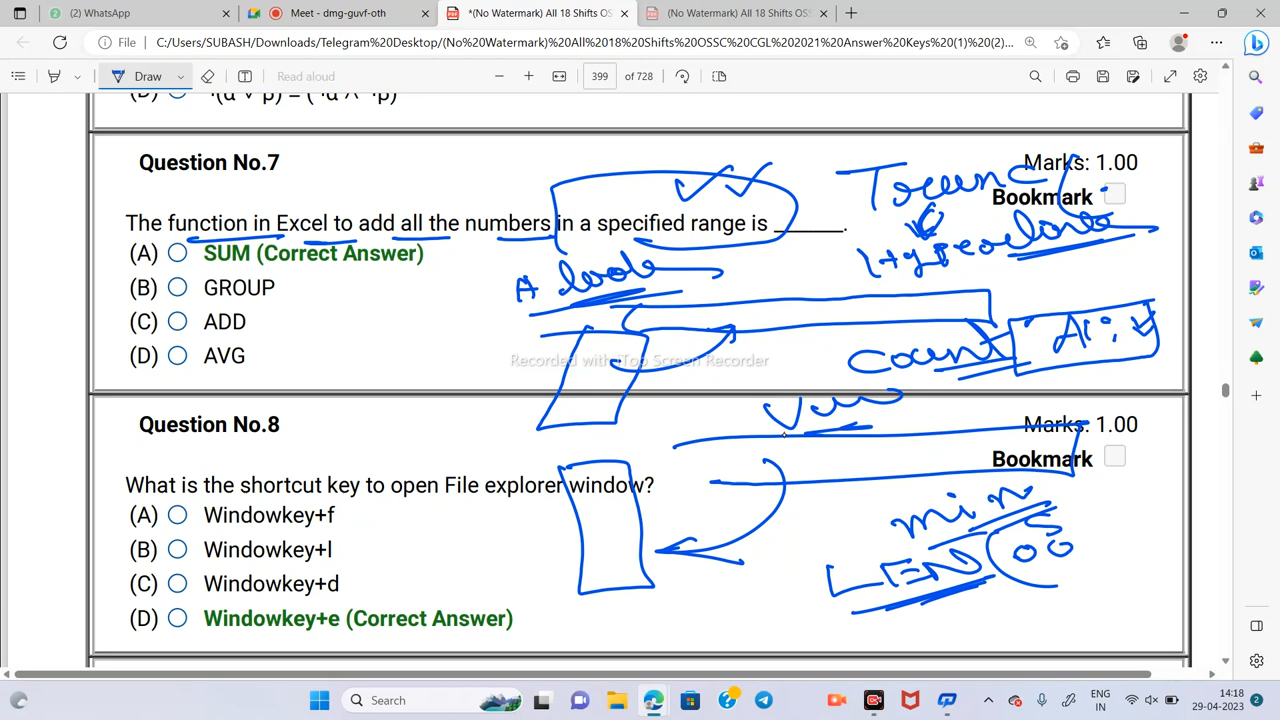 (2) WhatsApp
Meet - dmg-guvf-oth
*(No Watermark) All 18 Shifts OS
(No Watermark) All 18 Shifts OSS
File
C:/Users/SUBASH/Downloads/Telegram%20Desktop/(No%20Watermark)%20All%2018%20Shifts%20OSSC%20CGL%202021%20Answer%20Keys%20(1)%20(2)...
Draw
Read aloud
399 of 728
Question No.7
Marks: 1.00
Bookmark
The function in Excel to add all the numbers in a specified range is ______.
(A) SUM (Correct Answer)
(B) GROUP
(C) ADD
(D) AVG
Recorded with iTop Screen Recorder
Count
Question No.8
Marks: 1.00
Bookmark
What is the shortcut key to open File explorer window?
(A) Windowkey+f
(B) Windowkey+l
(C) Windowkey+d
(D) Windowkey+e (Correct Answer)
min
Search
ENG
IN
14:18
29-04-2023
2